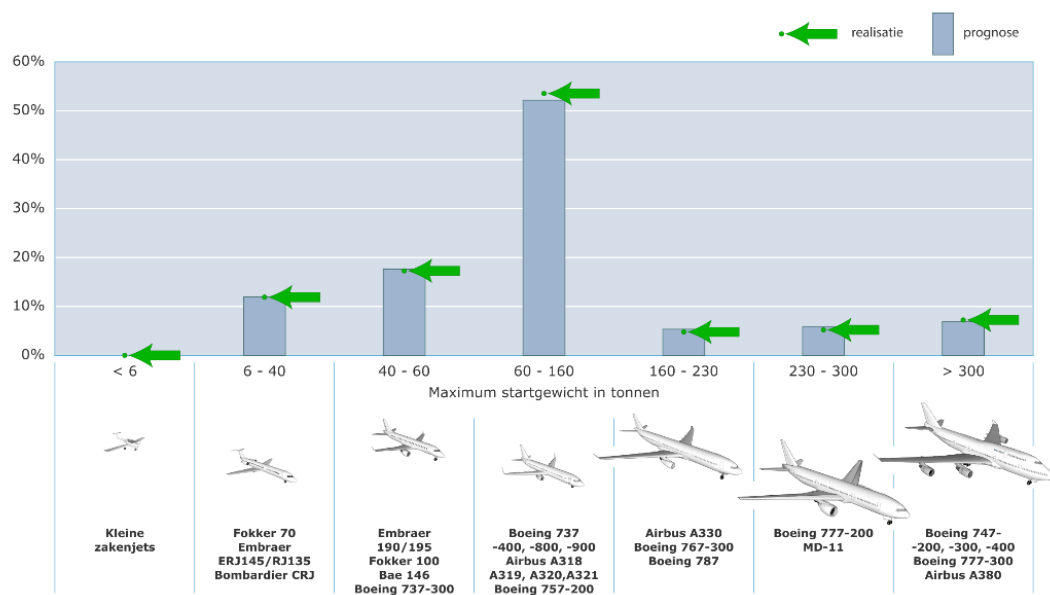 realisatie
prognose
60%
50%
40%
30%
20%
10%
0%
< 6
6 - 40
40 - 60
60 - 160
160 - 230
230 - 300
> 300
Maximum startgewicht in tonnen
Kleine
zakenjets
Fokker 70
Embraer
ERJ145/RJ135
Bombardier CRJ
Embraer
190/195
Fokker 100
Bae 146
Boeing 737-300
Boeing 737
-400, -800, -900
Airbus A318
A319, A320,A321
Boeing 757-200
Airbus A330
Boeing 767-300
Boeing 787
Boeing 777-200
MD-11
Boeing 747-
-200, -300, -400
Boeing 777-300
Airbus A380